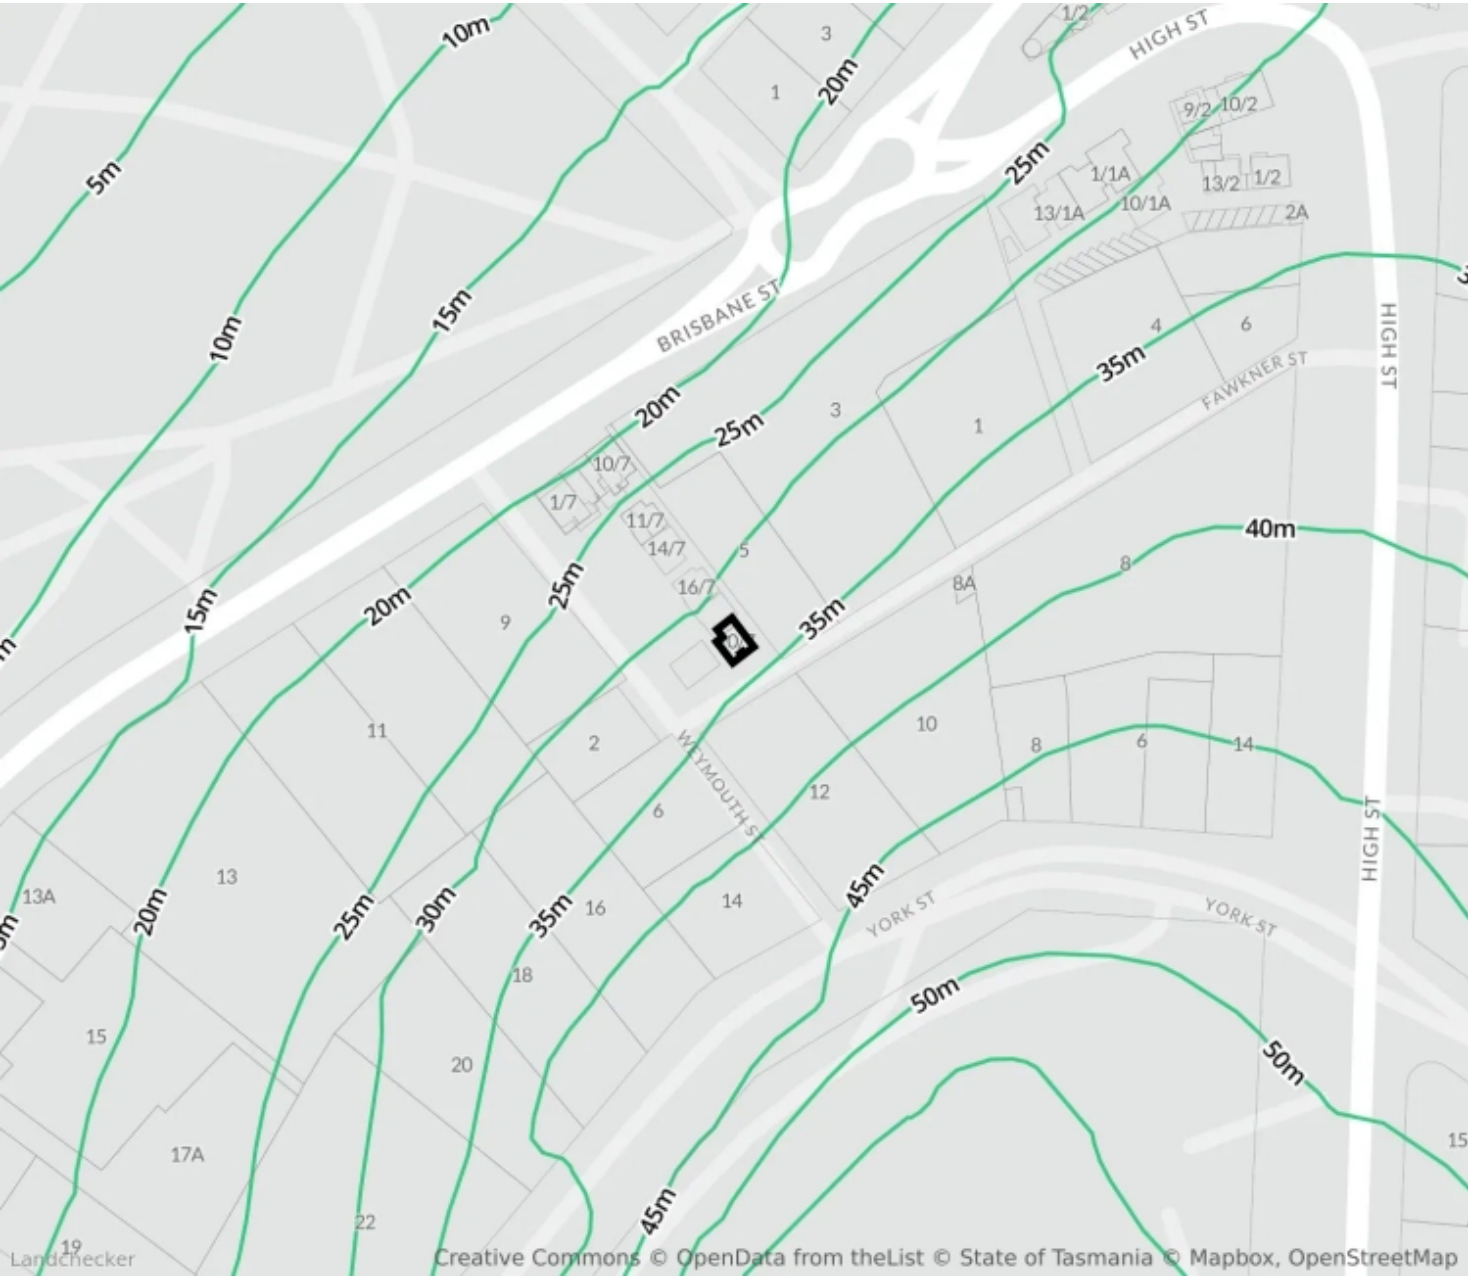 10m
1/2
HIGH ST
3
20m
1
9/2
10/2
5m
25m
1/1A
13/2
1/2
13/1A
10/1A
2A
10m
15m
BRISBANE ST
4
6
HIGH ST
35m
FAWKNER ST
20m
25m
3
1
10/7
1/7
11/7
40m
14/7
5
8
16/7
8A
25m
20m
15m
35m
9
m
11
2
10
WEYMOUTH ST
8
6
14
12
6
HIGH ST
13
13A
45m
30m
16
14
20m
25m
35m
YORK ST
YORK ST
18
50m
15
20
50m
17A
15
22
45m
19
Landchecker
Creative Commons © OpenData from theList © State of Tasmania © Mapbox, OpenStreetMap